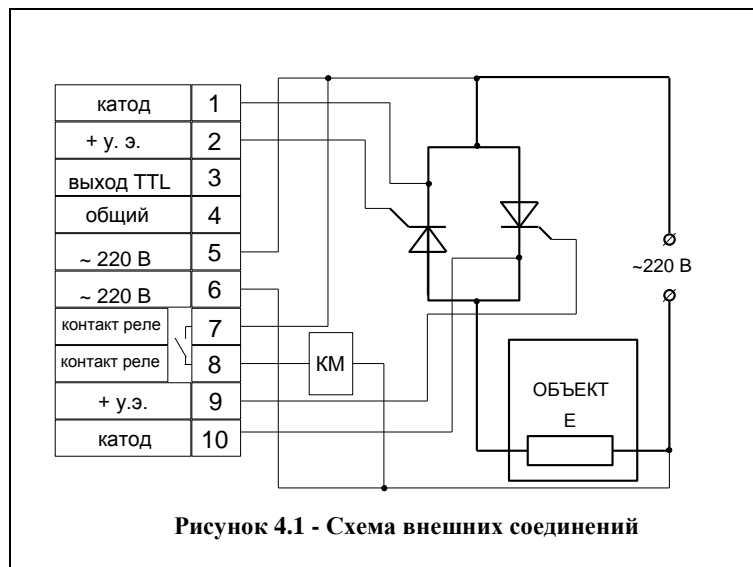 катод 1
+ у. э. 2
выход TTL 3
общий 4
~ 220 В 5
~ 220 В 6
контакт реле 7
контакт реле 8
+ у.э. 9
катод 10
КМ
~220 В
ОБЪЕКТ
Е
Рисунок 4.1 - Схема внешних соединений